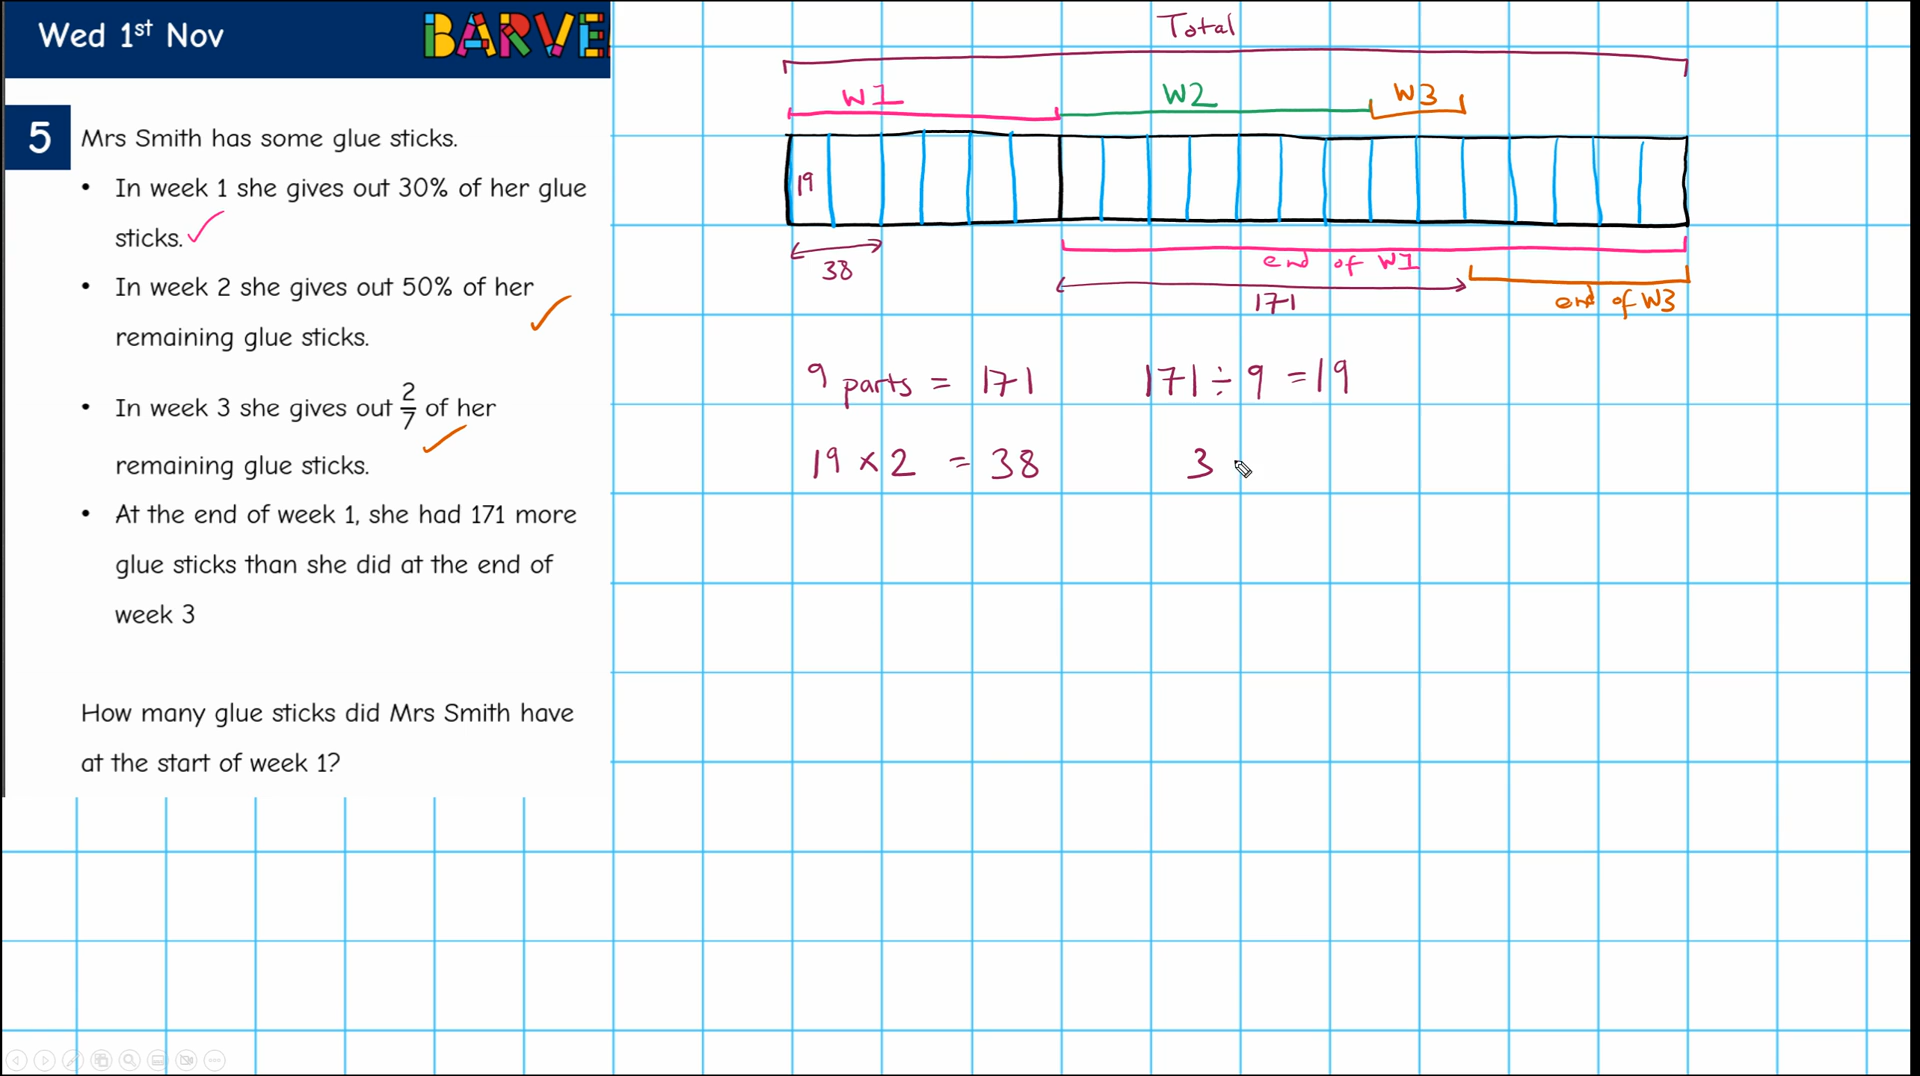 Wed 1st Nov
BARVE
5
Mrs Smith has some glue sticks.
• In week 1 she gives out 30% of her glue
sticks.
• In week 2 she gives out 50% of her
remaining glue sticks.
• In week 3 she gives out 2/7 of her
remaining glue sticks.
• At the end of week 1, she had 171 more
glue sticks than she did at the end of
week 3
How many glue sticks did Mrs Smith have
at the start of week 1?
Total
W1 W2 W3
19
38
end of W1
171
end of W3
9 parts = 171 171 ÷ 9 = 19
19 × 2 = 38 3